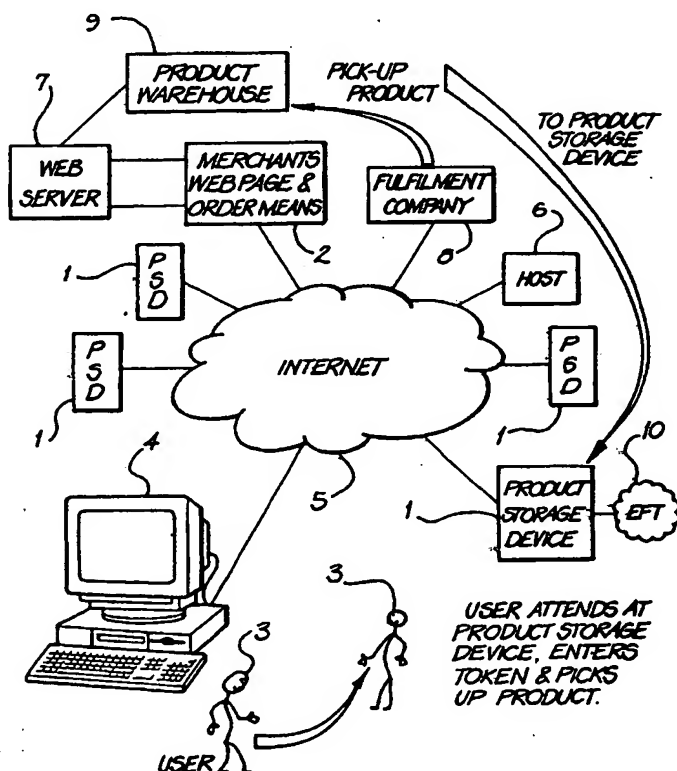 9
PRODUCT
WAREHOUSE
PICK-UP
PRODUCT
TO PRODUCT
STORAGE
DEVICE
7
WEB
SERVER
MERCHANTS
WEB PAGE &
ORDER MEANS
2
FULFILMENT
COMPANY
8
6
HOST
1
P
S
D
1
P
S
D
INTERNET
5
P
S
D
1
10
1
PRODUCT
STORAGE
DEVICE
EFT
4
3
3
USER
USER ATTENDS AT
PRODUCT STORAGE
DEVICE, ENTERS
TOKEN & PICKS
UP PRODUCT.